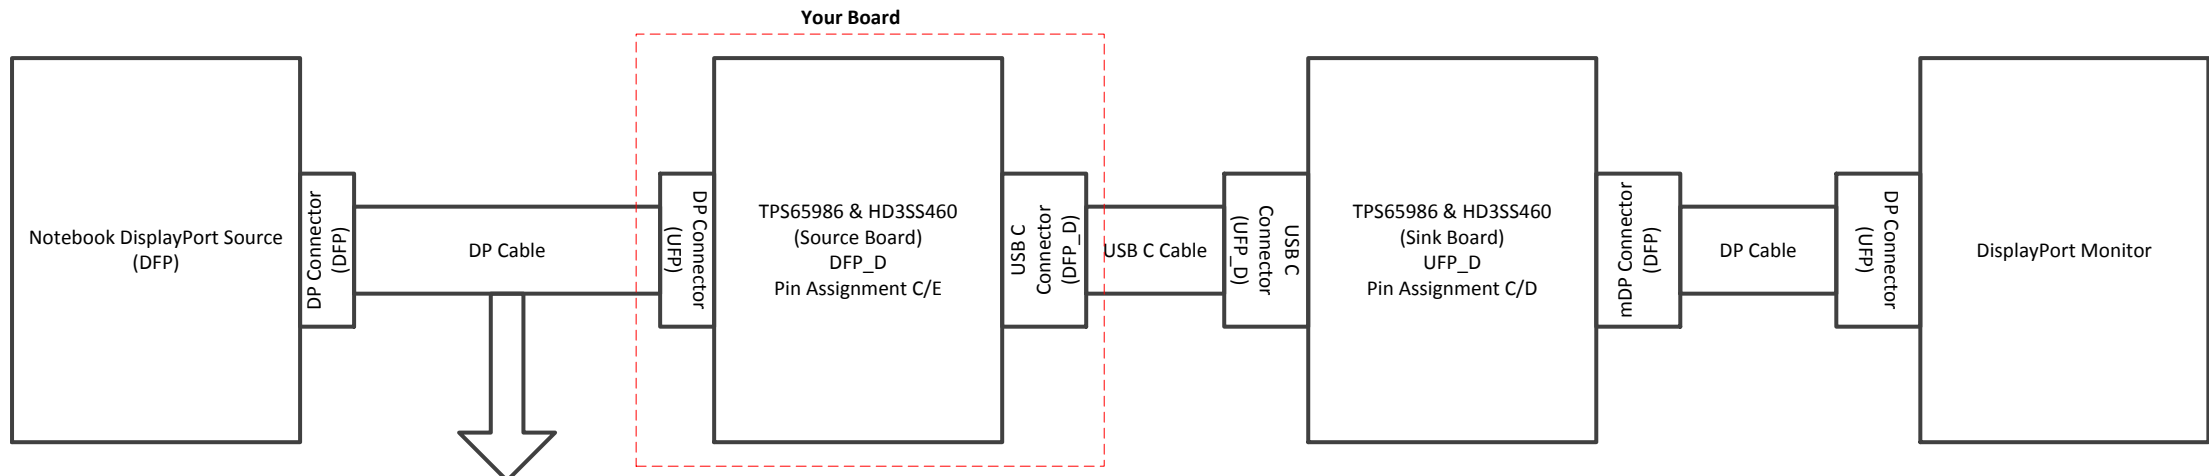 Your Board
Notebook DisplayPort Source
(DFP)
DP Connector
(DFP)
DP Cable
DP Connector
(UFP)
TPS65986 & HD3SS460
(Source Board)
DFP_D
Pin Assignment C/E
USB C
Connector
(DFP_D)
USB C Cable
USB C
Connector
(UFP_D)
TPS65986 & HD3SS460
(Sink Board)
UFP_D
Pin Assignment C/D
mDP Connector
(DFP)
DP Cable
DP Connector
(UFP)
DisplayPort Monitor